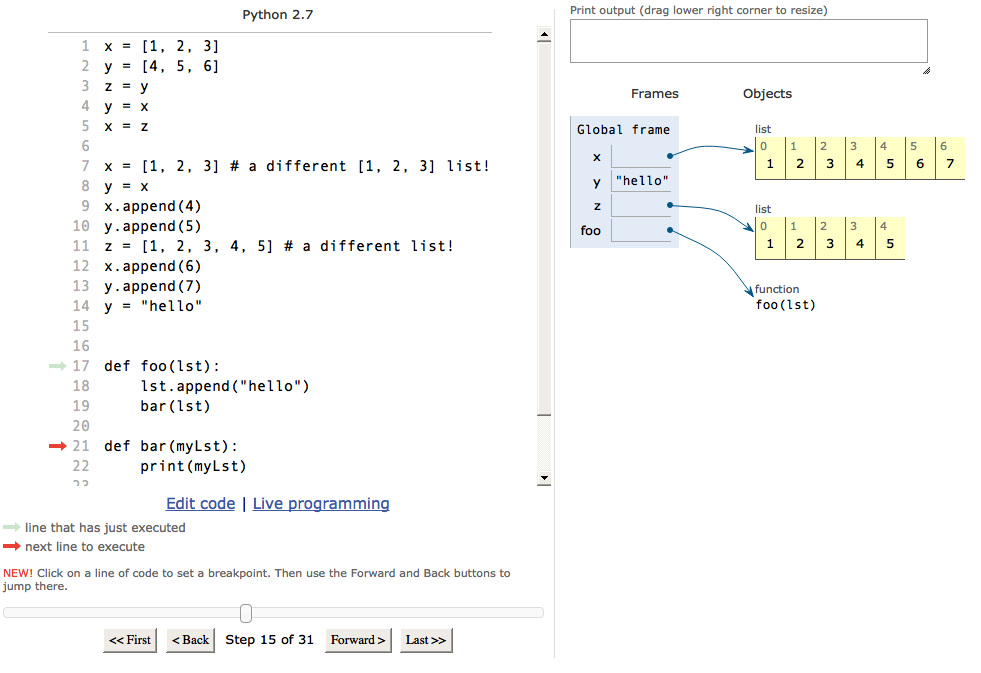 Python 2.7
1 x = [1, 2, 3]
2 y = [4, 5, 6]
3 z = y
4 y = x
5 x = z
6
7 x = [1, 2, 3] # a different [1, 2, 3] list!
8 y = x
9 x.append(4)
10 y.append(5)
11 z = [1, 2, 3, 4, 5] # a different list!
12 x.append(6)
13 y.append(7)
14 y = "hello"
15
16
17 def foo(lst):
18     lst.append("hello")
19     bar(lst)
20
21 def bar(myLst):
22     print(myLst)
23
Edit code | Live programming
line that has just executed
next line to execute
NEW! Click on a line of code to set a breakpoint. Then use the Forward and Back buttons to
jump there.
<< First < Back Step 15 of 31 Forward > Last >>
Print output (drag lower right corner to resize)
Frames Objects
Global frame
x
y "hello"
z
foo
list
0 1 2 3 4 5 6
1 2 3 4 5 6 7
list
0 1 2 3 4
1 2 3 4 5
function
foo(lst)